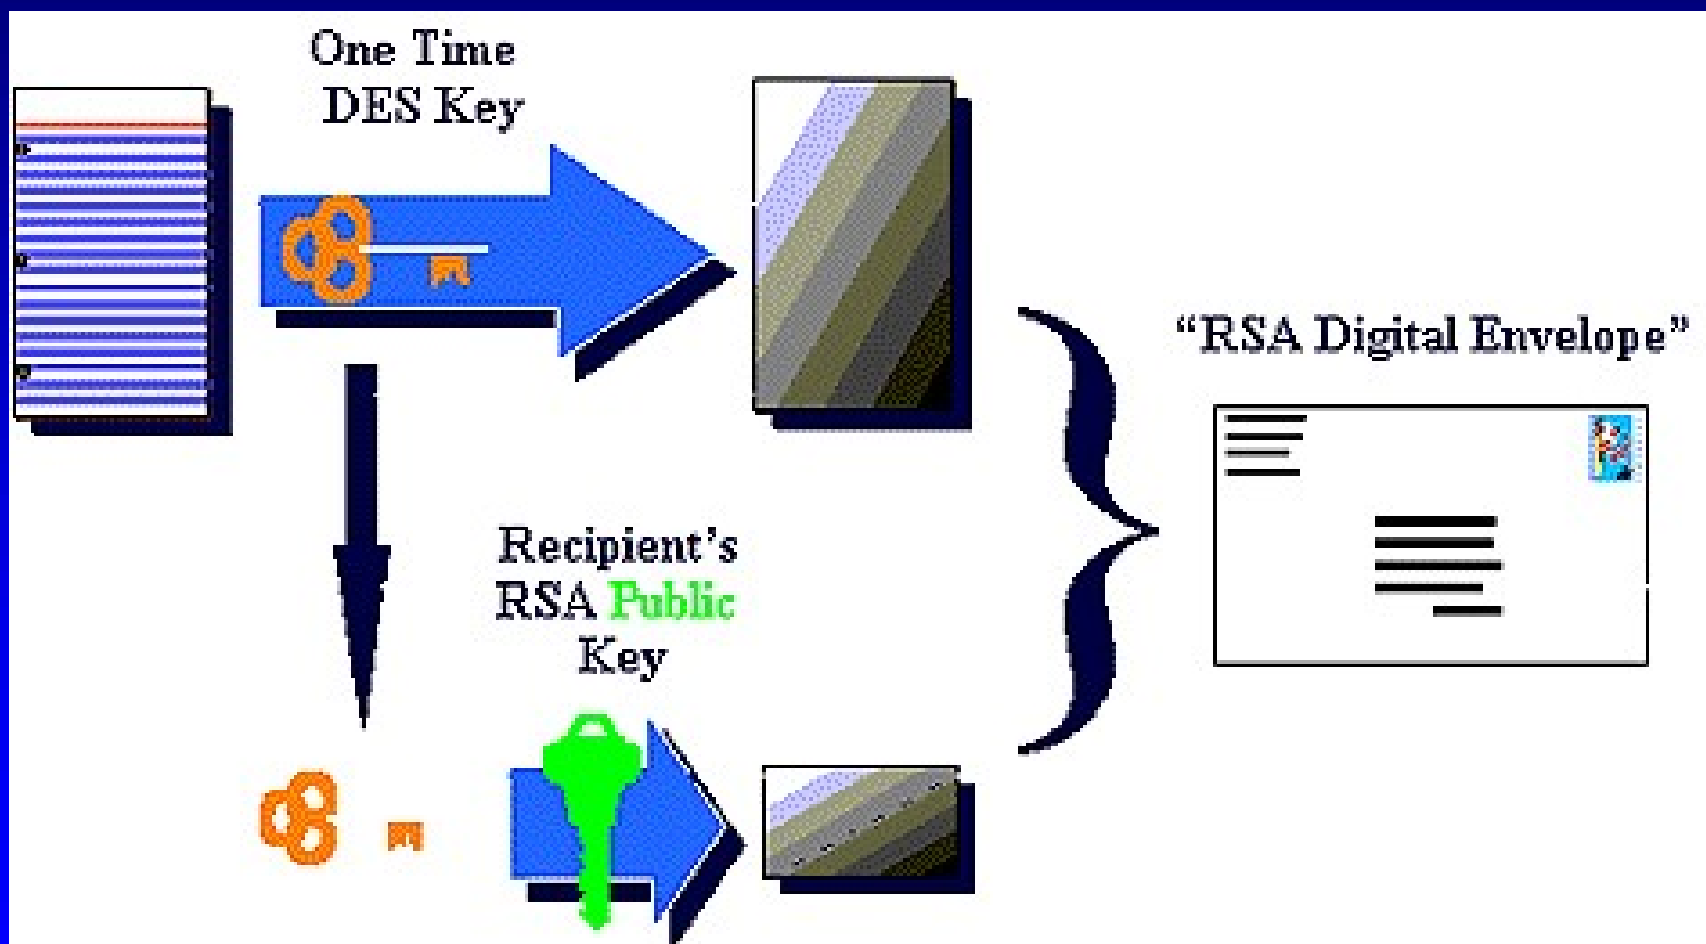 One Time
DES Key
“RSA Digital Envelope”
Recipient’s
RSA Public
Key